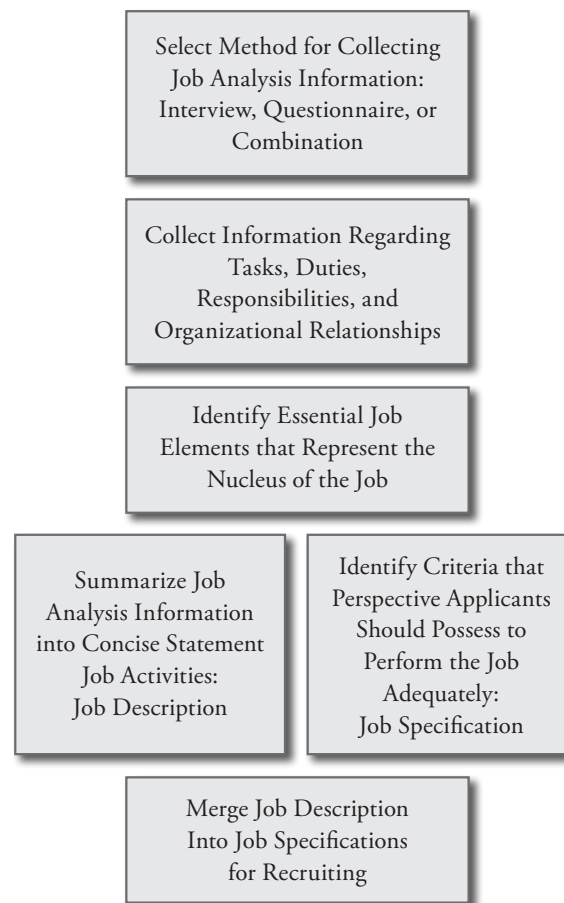 Select Method for Collecting
Job Analysis Information:
Interview, Questionnaire, or
Combination
Collect Information Regarding
Tasks, Duties,
Responsibilities, and
Organizational Relationships
Identify Essential Job
Elements that Represent the
Nucleus of the Job
Summarize Job
Analysis Information
into Concise Statement
Job Activities:
Job Description
Identify Criteria that
Perspective Applicants
Should Possess to
Perform the Job
Adequately:
Job Specification
Merge Job Description
Into Job Specifications
for Recruiting